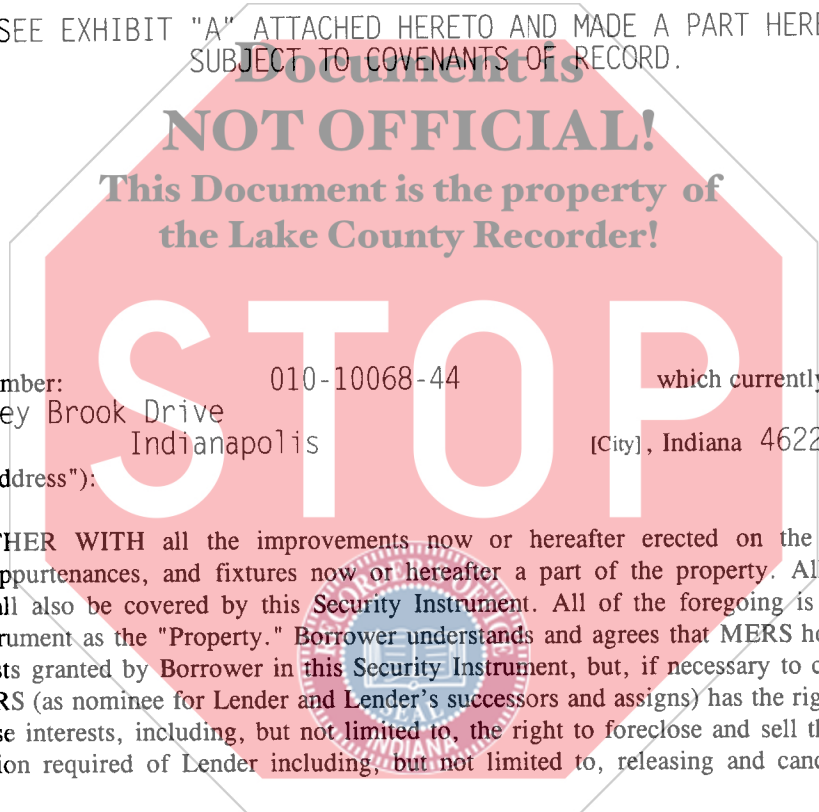 SEE EXHIBIT "A" ATTACHED HERETO AND MADE A PART HERE
SUBJECT TO COVENANTS OF RECORD.
Document is
NOT OFFICIAL!
This Document is the property of
the Lake County Recorder!
STOP
mber: 010-10068-44 which currently
ey Brook Drive
Indianapolis [City], Indiana 4622
ddress"):
HER WITH all the improvements now or hereafter erected on the
ppurtenances, and fixtures now or hereafter a part of the property. All
all also be covered by this Security Instrument. All of the foregoing is
rument as the "Property." Borrower understands and agrees that MERS ho
sts granted by Borrower in this Security Instrument, but, if necessary to c
RS (as nominee for Lender and Lender's successors and assigns) has the rig
se interests, including, but not limited to, the right to foreclose and sell th
ion required of Lender including, but not limited to, releasing and canc
SEAL
INDIANA